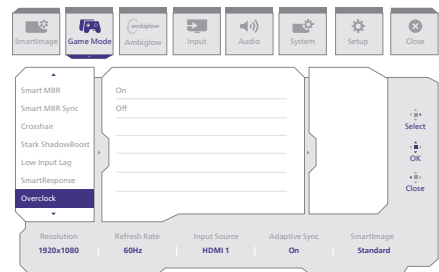 SmartImage
Game Mode
ambiglow
Ambiglow
Input
Audio
System
Setup
Close
Smart MBR
Smart MBR Sync
Crosshair
Stark ShadowBoost
Low Input Lag
SmartResponse
Overclock
On
Off
Select
OK
Close
Resolution
1920x1080
Refresh Rate
60Hz
Input Source
HDMI 1
Adaptive Sync
On
SmartImage
Standard